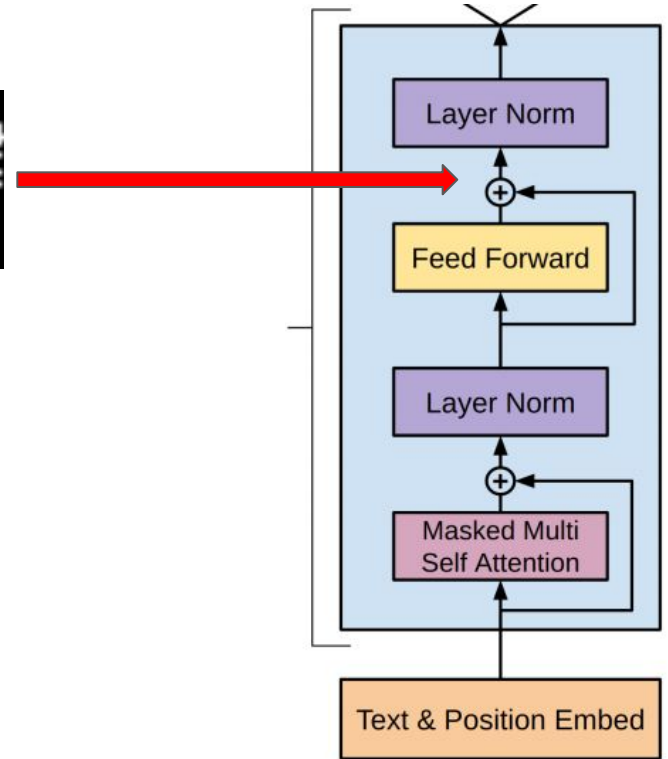 Layer Norm
Feed Forward
Layer Norm
Masked Multi
Self Attention
Text & Position Embed